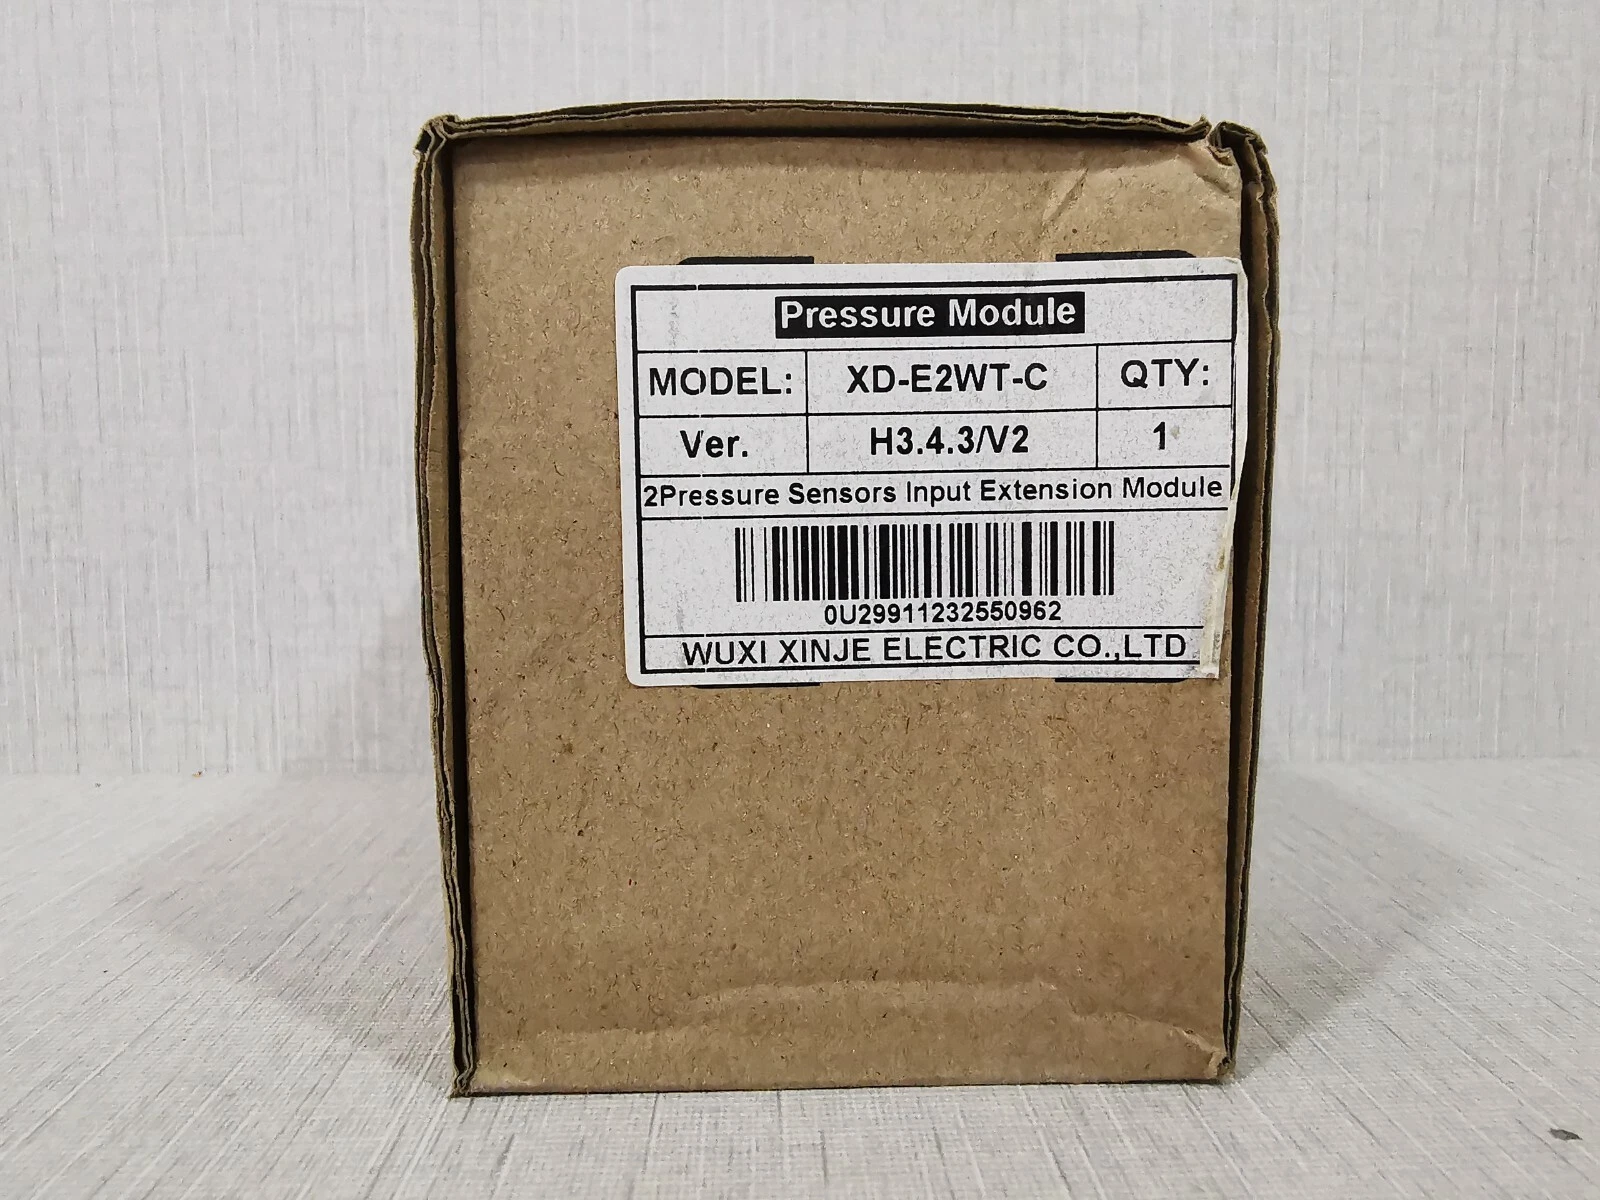 Pressure Module
MODEL: XD-E2WT-C QTY:
Ver. H3.4.3/V2 1
2Pressure Sensors Input Extension Module
0U29911232550962
WUXI XINJE ELECTRIC CO.,LTD